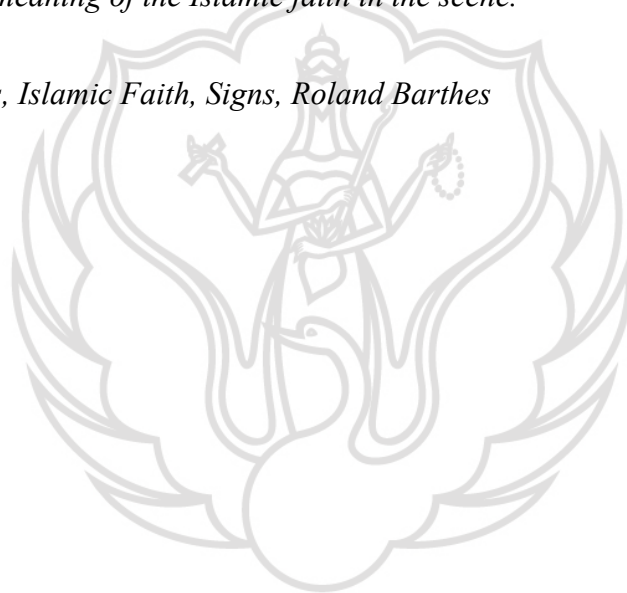 meaning of the Islamic faith in the scene.
, Islamic Faith, Signs, Roland Barthes